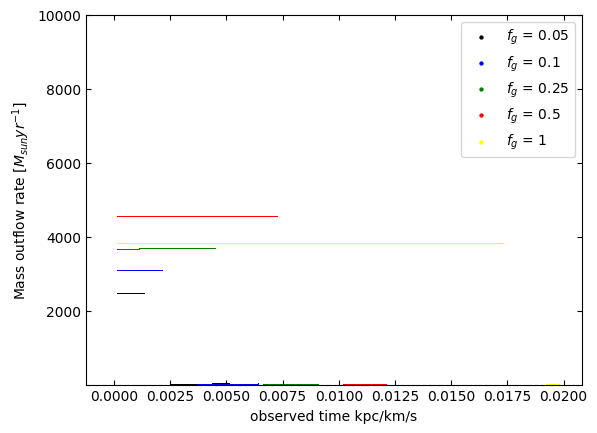 10000
8000
6000
4000
2000
Mass outflow rate [$M_{sun}yr^{-1}$]
$f_g$ = 0.05
$f_g$ = 0.1
$f_g$ = 0.25
$f_g$ = 0.5
$f_g$ = 1
0.0000 0.0025 0.0050 0.0075 0.0100 0.0125 0.0150 0.0175 0.0200
observed time kpc/km/s